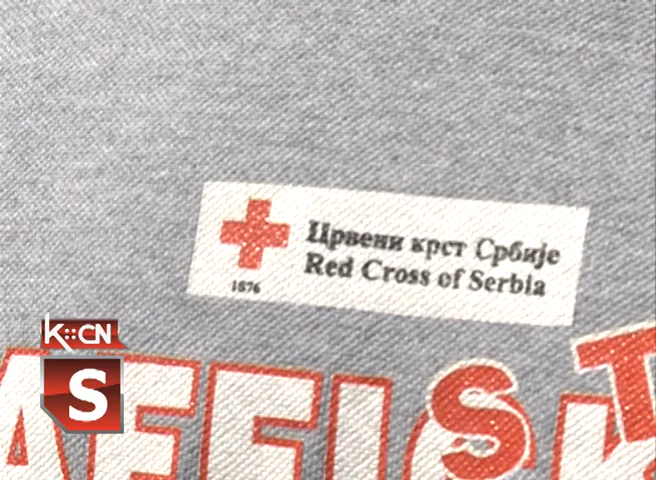 Црвени крст Србије
Red Cross of Serbia
1876
K::CN
S